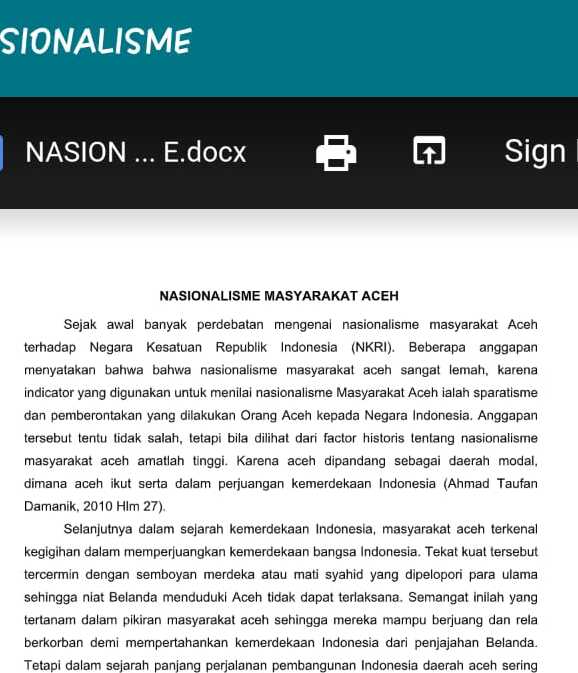 SIONALISME
NASION ... E.docx
Sign
NASIONALISME MASYARAKAT ACEH
Sejak awal banyak perdebatan mengenai nasionalisme masyarakat Aceh
terhadap Negara Kesatuan Republik Indonesia (NKRI). Beberapa anggapan
menyatakan bahwa bahwa nasionalisme masyarakat aceh sangat lemah, karena
indicator yang digunakan untuk menilai nasionalisme Masyarakat Aceh ialah sparatisme
dan pemberontakan yang dilakukan Orang Aceh kepada Negara Indonesia. Anggapan
tersebut tentu tidak salah, tetapi bila dilihat dari factor historis tentang nasionalisme
masyarakat aceh amatlah tinggi. Karena aceh dipandang sebagai daerah modal,
dimana aceh ikut serta dalam perjuangan kemerdekaan Indonesia (Ahmad Taufan
Damanik, 2010 Hlm 27).
Selanjutnya dalam sejarah kemerdekaan Indonesia, masyarakat aceh terkenal
kegigihan dalam memperjuangkan kemerdekaan bangsa Indonesia. Tekat kuat tersebut
tercermin dengan semboyan merdeka atau mati syahid yang dipelopori para ulama
sehingga niat Belanda menduduki Aceh tidak dapat terlaksana. Semangat inilah yang
tertanam dalam pikiran masyarakat aceh sehingga mereka mampu berjuang dan rela
berkorban demi mempertahankan kemerdekaan Indonesia dari penjajahan Belanda.
Tetapi dalam sejarah panjang perjalanan pembangunan Indonesia daerah aceh sering